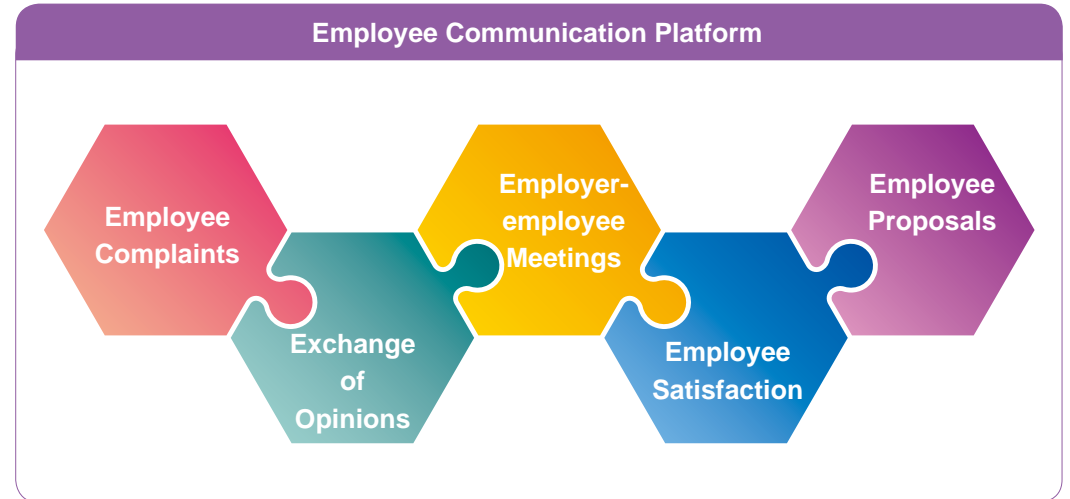 Employee Communication Platform
Employee
Complaints
Exchange
of
Opinions
Employer-
employee
Meetings
Employee
Satisfaction
Employee
Proposals